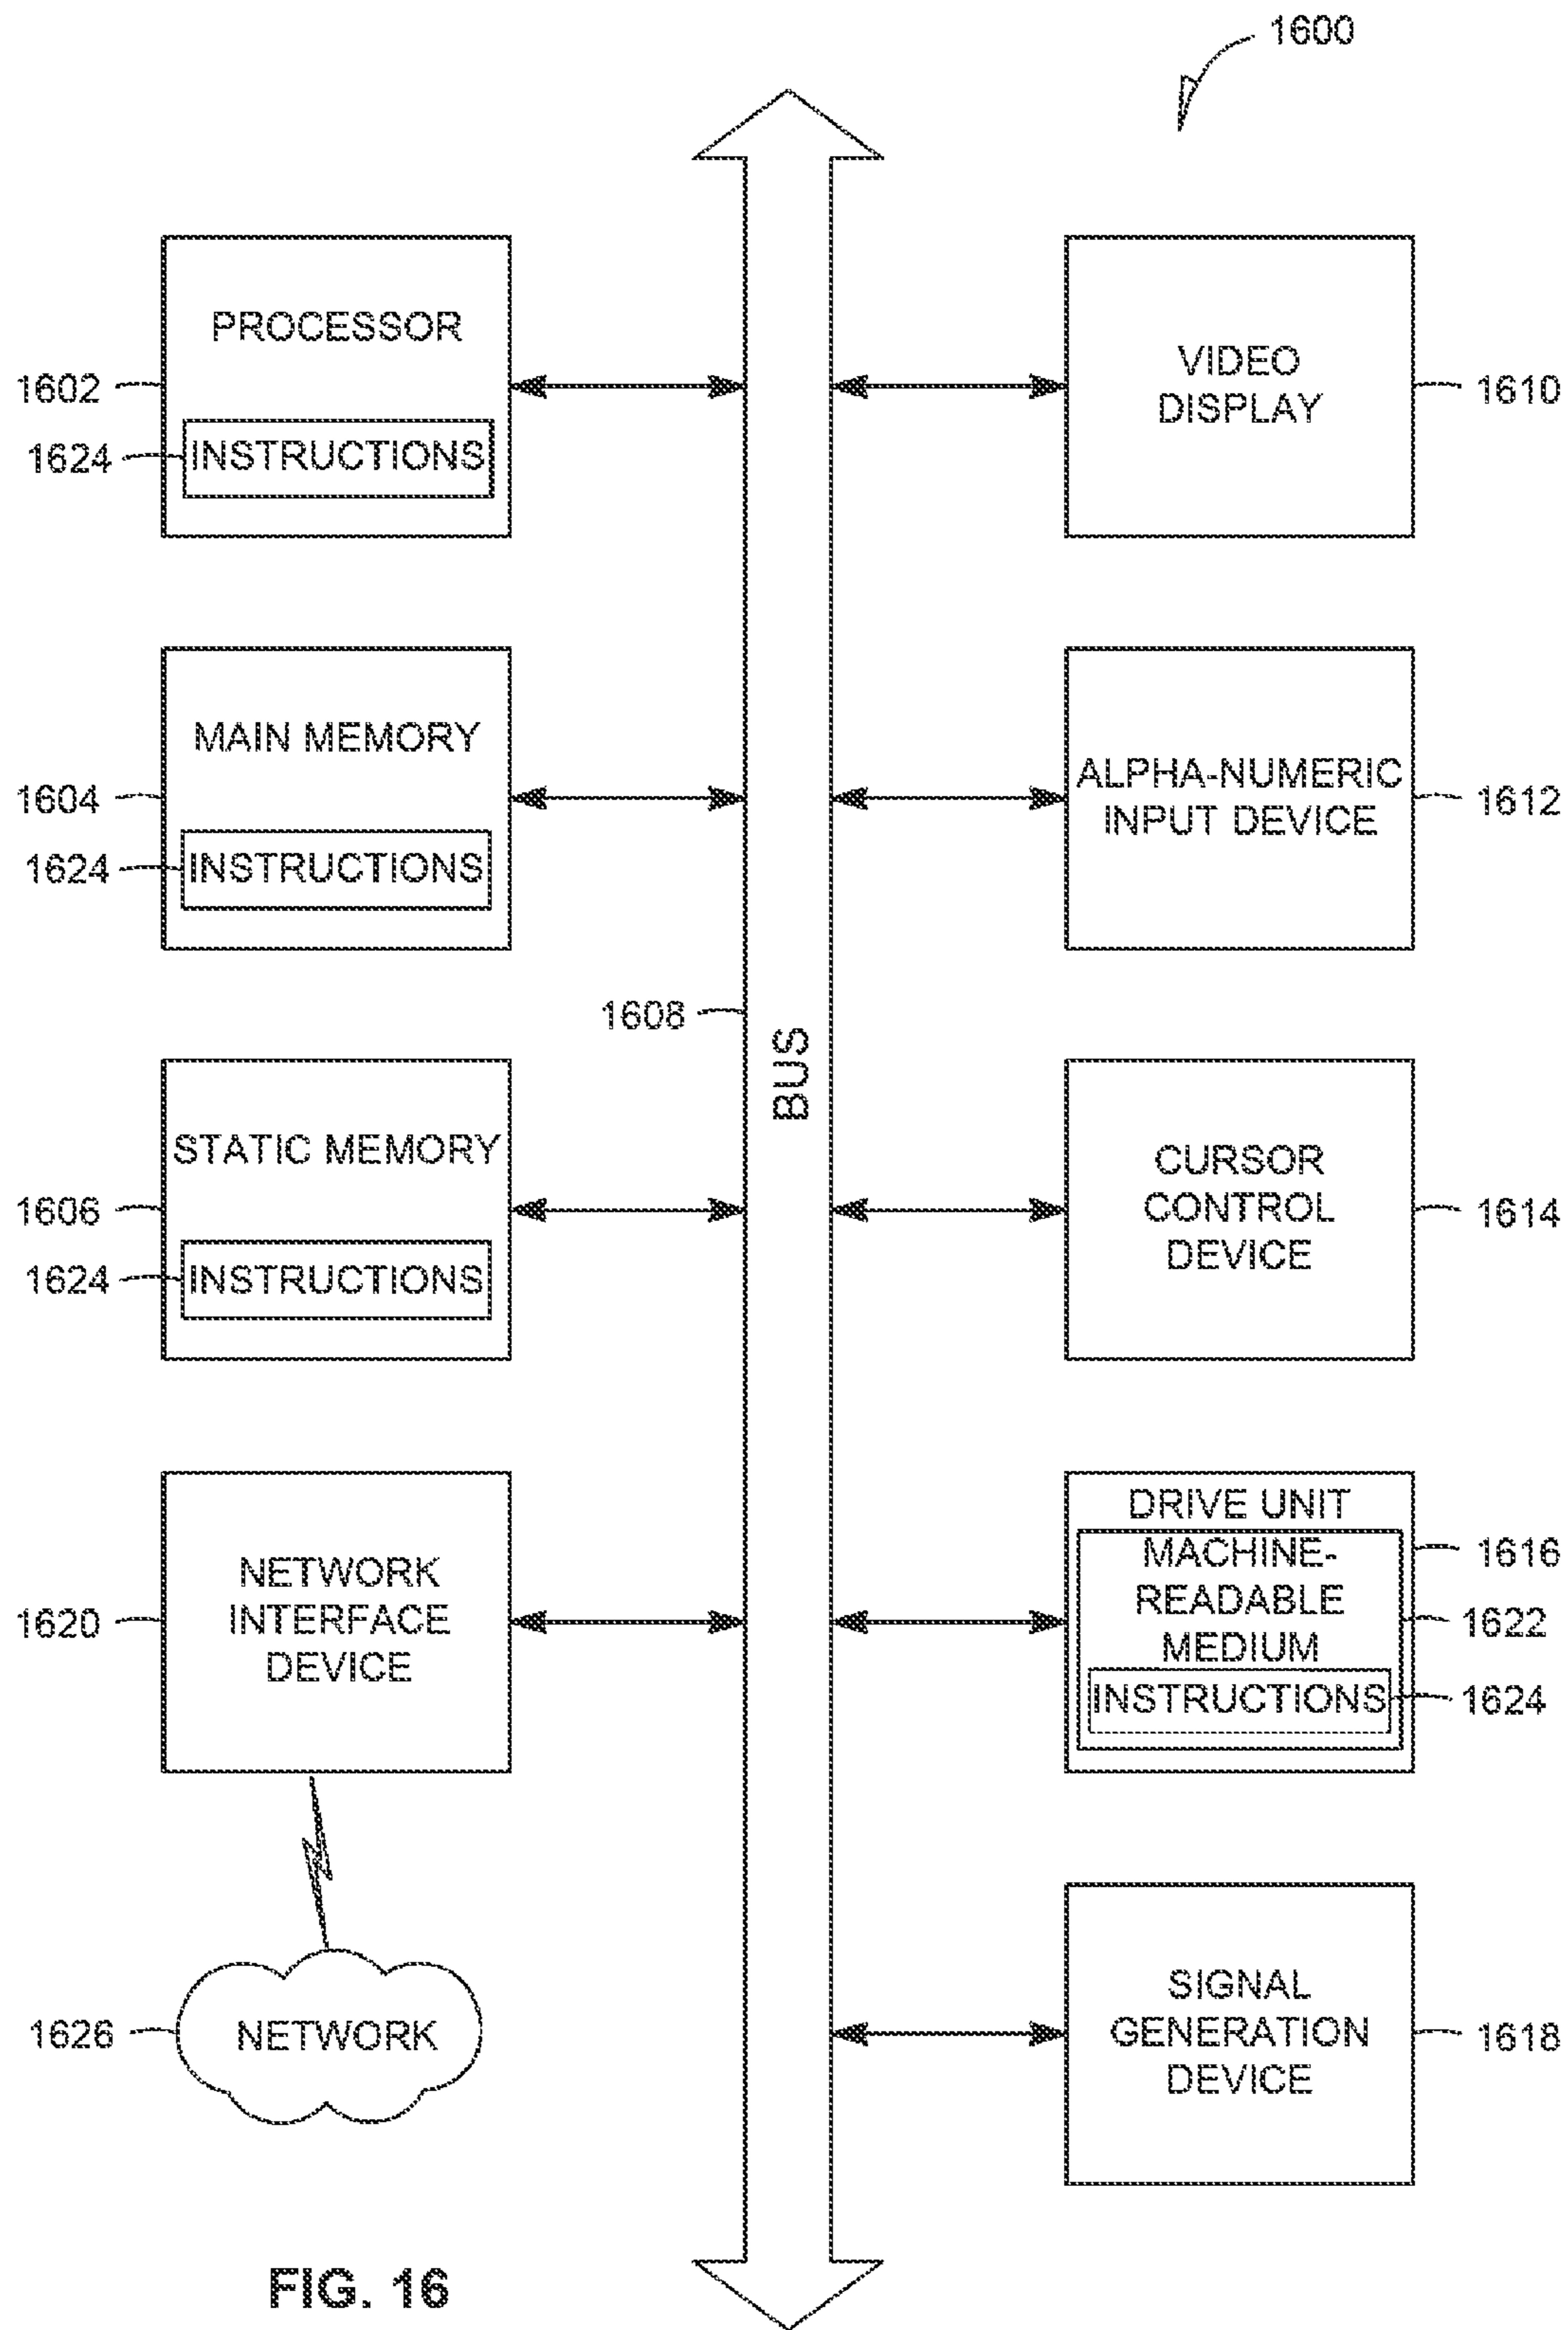 1600
PROCESSOR
1602
1624
INSTRUCTIONS
VIDEO
DISPLAY
1610
MAIN MEMORY
1604
1624
INSTRUCTIONS
ALPHA-NUMERIC
INPUT DEVICE
1612
1608
BUS
STATIC MEMORY
1606
1624
INSTRUCTIONS
CURSOR
CONTROL
DEVICE
1614
NETWORK
INTERFACE
DEVICE
1620
DRIVE UNIT
MACHINE-
READABLE
MEDIUM
INSTRUCTIONS
1616
1622
1624
1626
NETWORK
SIGNAL
GENERATION
DEVICE
1618
FIG. 16